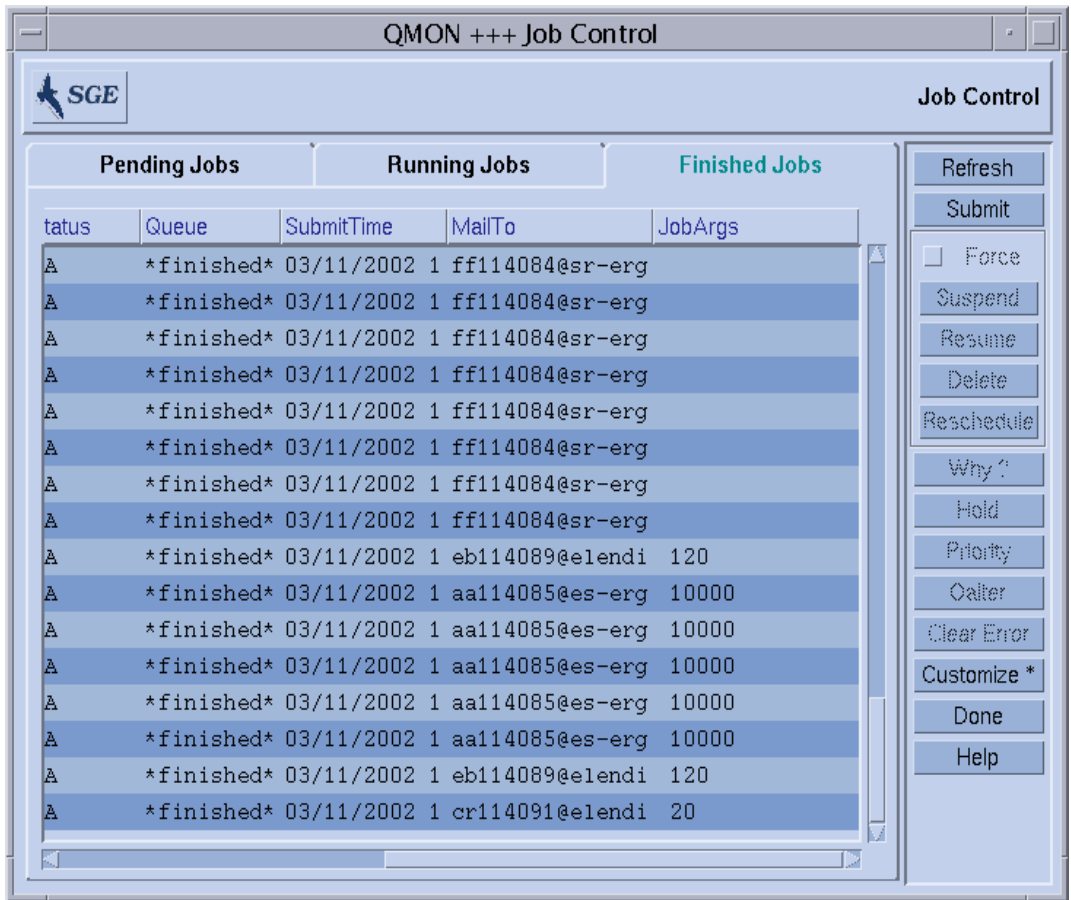 QMON +++ Job Control
SGE
Job Control
Pending Jobs Running Jobs Finished Jobs
tatus Queue SubmitTime MailTo JobArgs
A *finished* 03/11/2002 1 ff114084@sr-erg
A *finished* 03/11/2002 1 ff114084@sr-erg
A *finished* 03/11/2002 1 ff114084@sr-erg
A *finished* 03/11/2002 1 ff114084@sr-erg
A *finished* 03/11/2002 1 ff114084@sr-erg
A *finished* 03/11/2002 1 ff114084@sr-erg
A *finished* 03/11/2002 1 ff114084@sr-erg
A *finished* 03/11/2002 1 ff114084@sr-erg
A *finished* 03/11/2002 1 eb114089@elendi 120
A *finished* 03/11/2002 1 aa114085@es-erg 10000
A *finished* 03/11/2002 1 aa114085@es-erg 10000
A *finished* 03/11/2002 1 aa114085@es-erg 10000
A *finished* 03/11/2002 1 aa114085@es-erg 10000
A *finished* 03/11/2002 1 aa114085@es-erg 10000
A *finished* 03/11/2002 1 eb114089@elendi 120
A *finished* 03/11/2002 1 cr114091@elendi 20
Refresh
Submit
Force
Suspend
Resume
Delete
Reschedule
Why ?
Hold
Priority
Qalter
Clear Error
Customize *
Done
Help